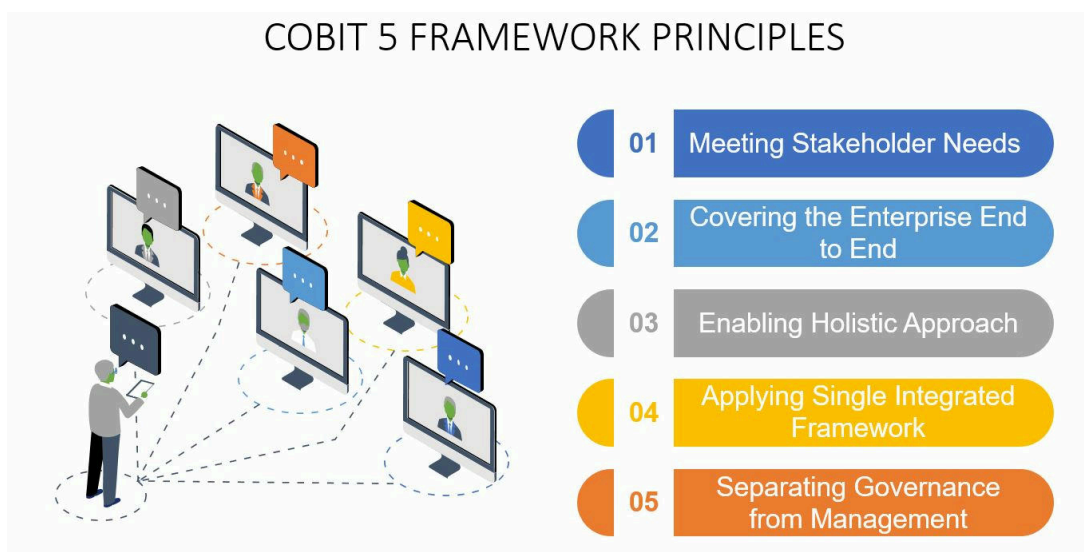 COBIT 5 FRAMEWORK PRINCIPLES
01 Meeting Stakeholder Needs
02 Covering the Enterprise End
to End
03 Enabling Holistic Approach
04 Applying Single Integrated
Framework
05 Separating Governance
from Management